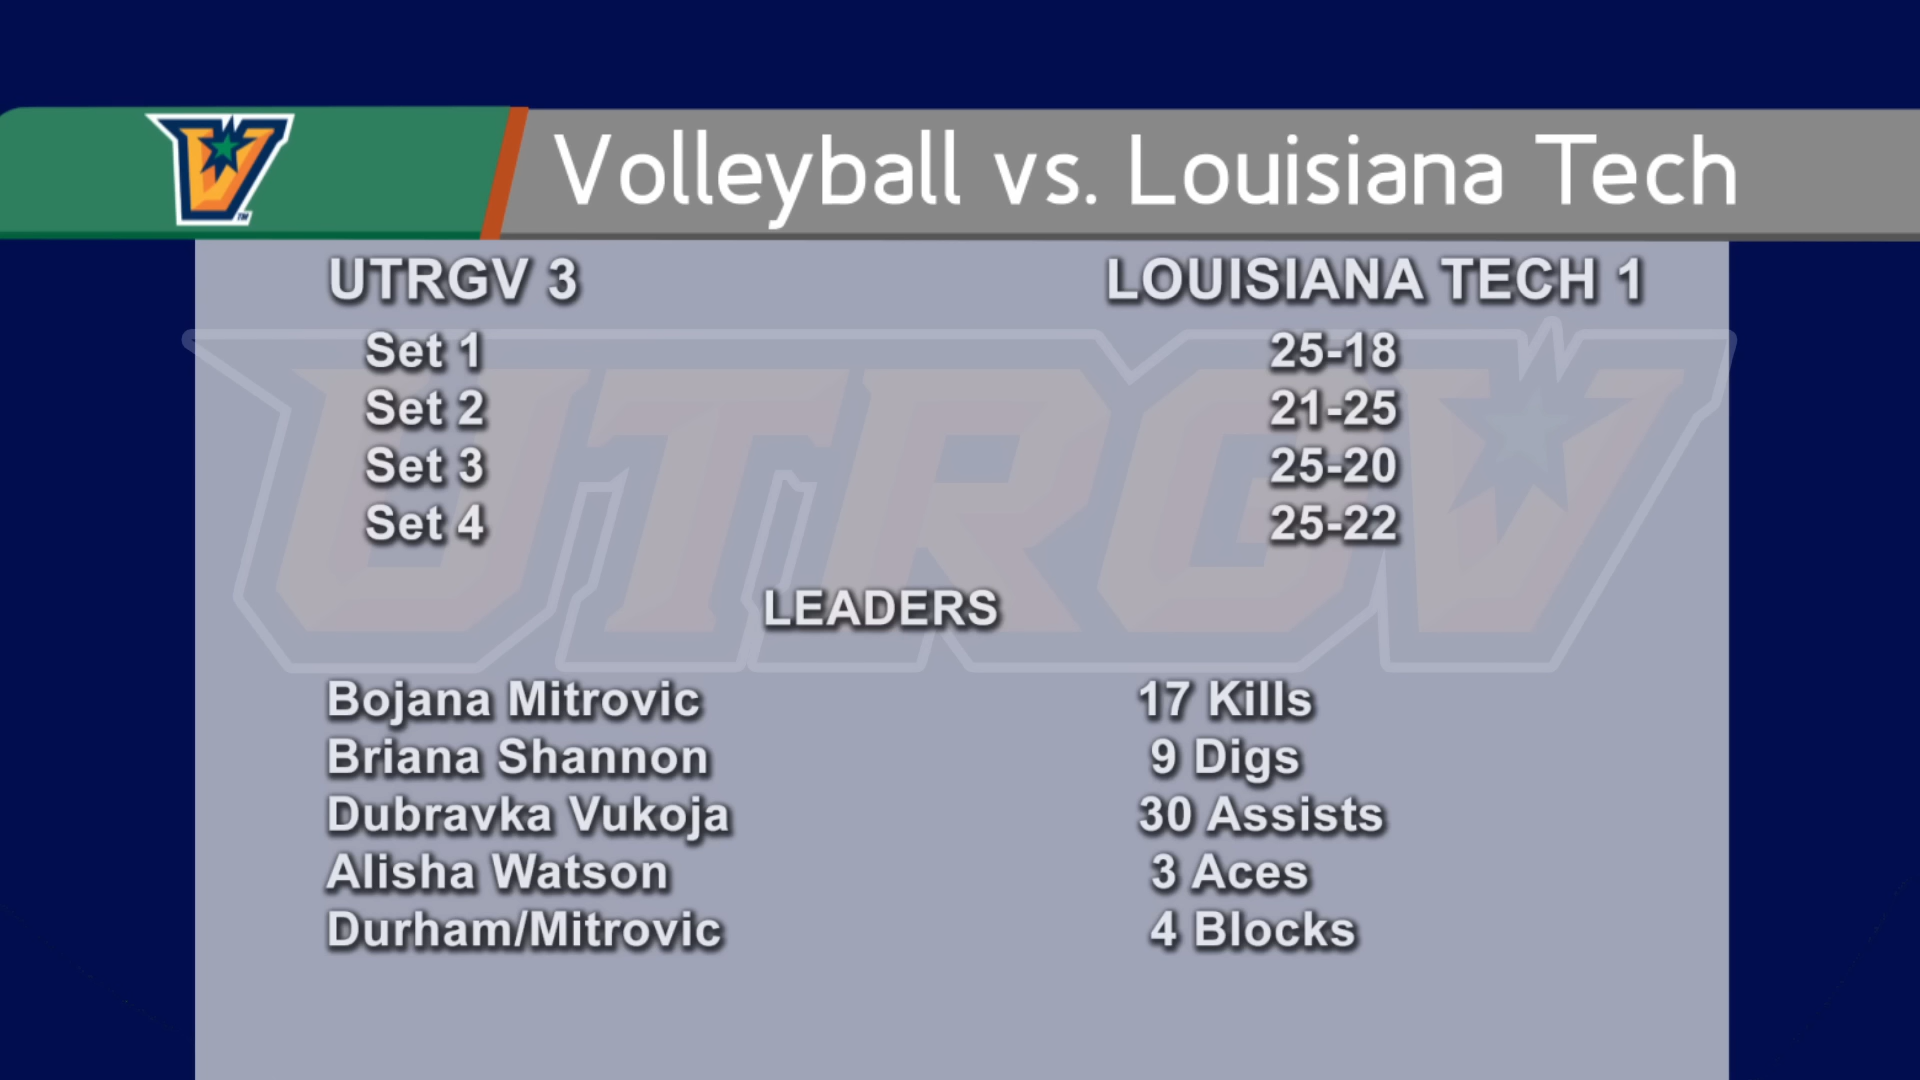 Volleyball vs. Louisiana Tech
UTRGV 3 LOUISIANA TECH 1
Set 1 25-18
Set 2 21-25
Set 3 25-20
Set 4 25-22
UTRGV
LEADERS
Bojana Mitrovic 17 Kills
Briana Shannon 9 Digs
Dubravka Vukoja 30 Assists
Alisha Watson 3 Aces
Durham/Mitrovic 4 Blocks